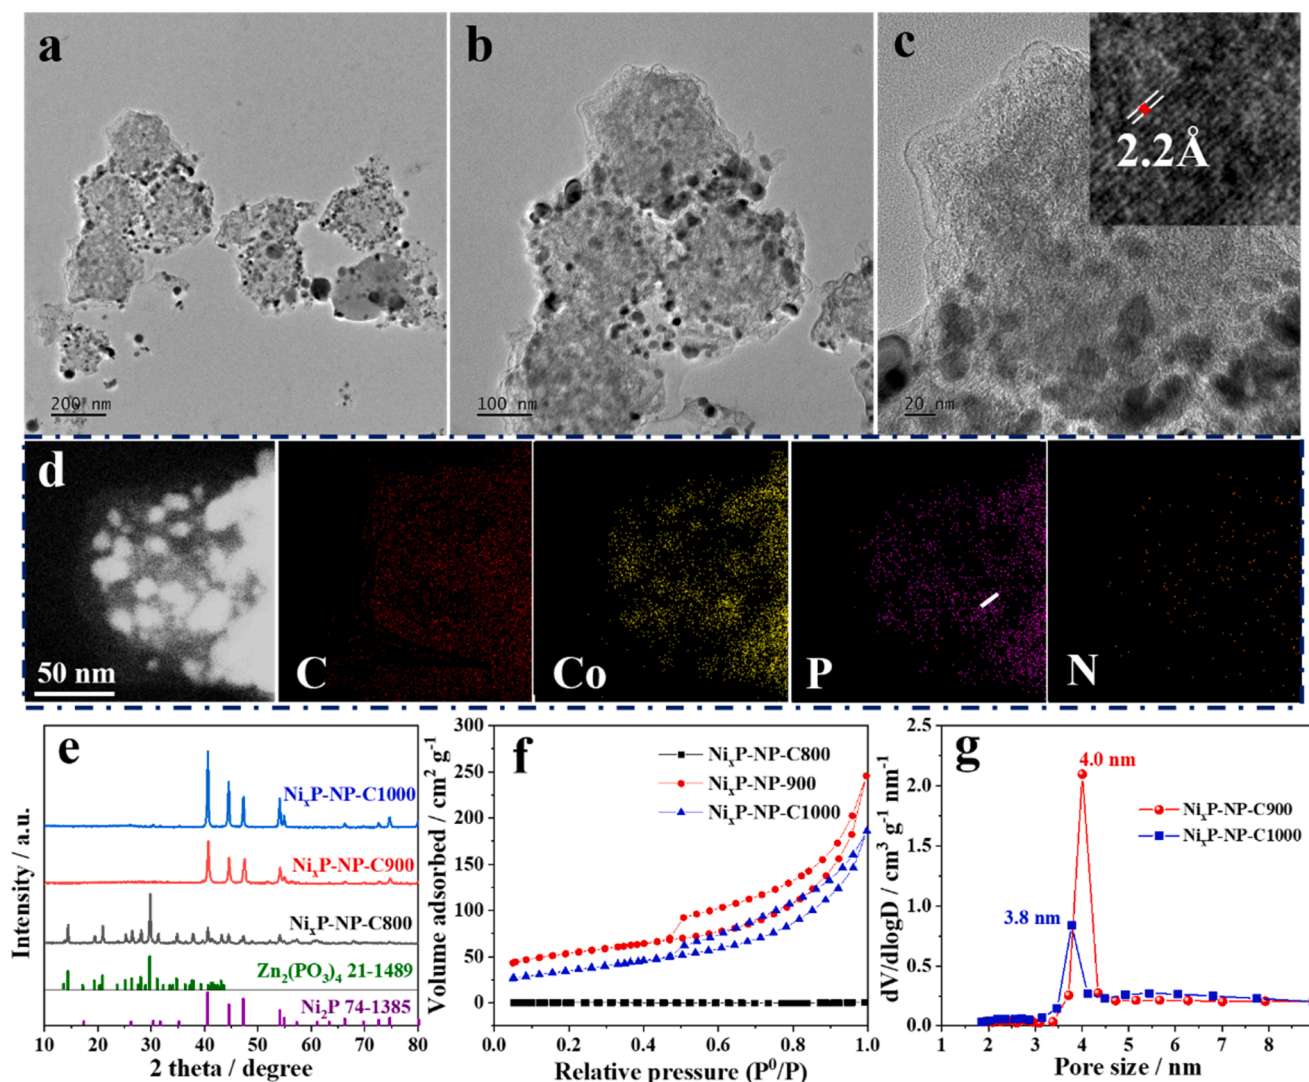 a
200 nm
b
100 nm
c
2.2Å
20 nm
d
50 nm
C
Co
P
N
e
NiₓP-NP-C1000
NiₓP-NP-C900
NiₓP-NP-C800
Zn₂(PO₃)₄ 21-1489
Ni₂P 74-1385
Intensity / a.u.
10 20 30 40 50 60 70 80
2 theta / degree
f
NiₓP-NP-C800
NiₓP-NP-900
NiₓP-NP-C1000
Volume adsorbed / cm² g⁻¹
300
250
200
150
100
50
0
0.0 0.2 0.4 0.6 0.8 1.0
Relative pressure (P⁰/P)
g
4.0 nm
NiₓP-NP-C900
NiₓP-NP-C1000
3.8 nm
dV/dlogD / cm³ g⁻¹ nm⁻¹
2.5
2.0
1.5
1.0
0.5
0.0
2 3 4 5 6 7 8
Pore size / nm